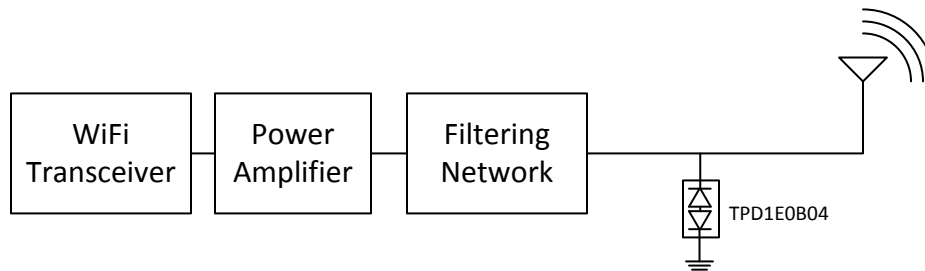 WiFi
Transceiver
Power
Amplifier
Filtering
Network
TPD1E0B04